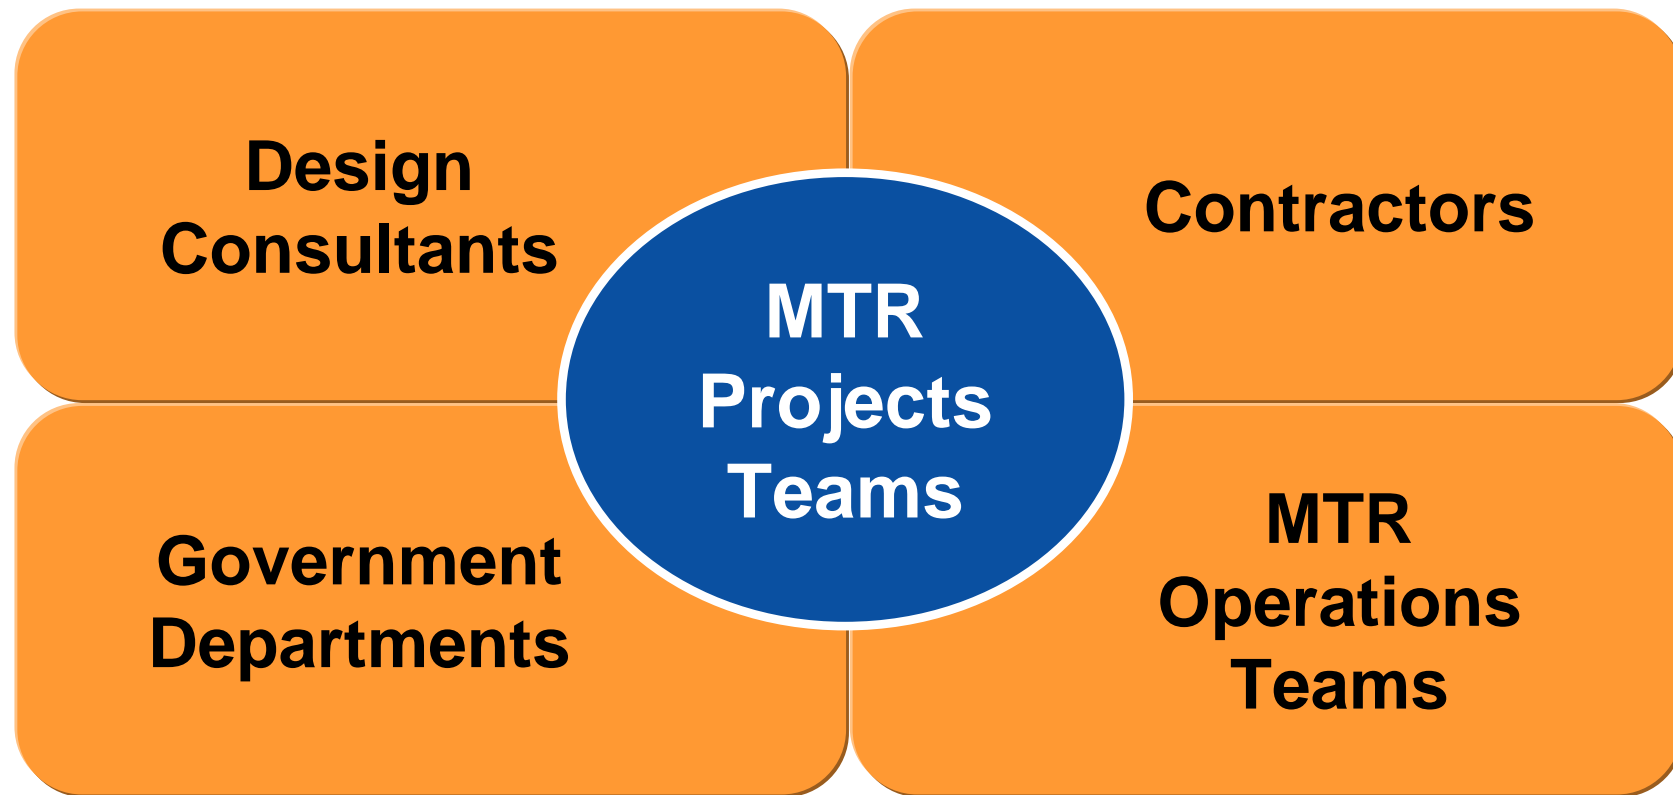 Design
Consultants
Contractors
MTR
Projects
Teams
Government
Departments
MTR
Operations
Teams